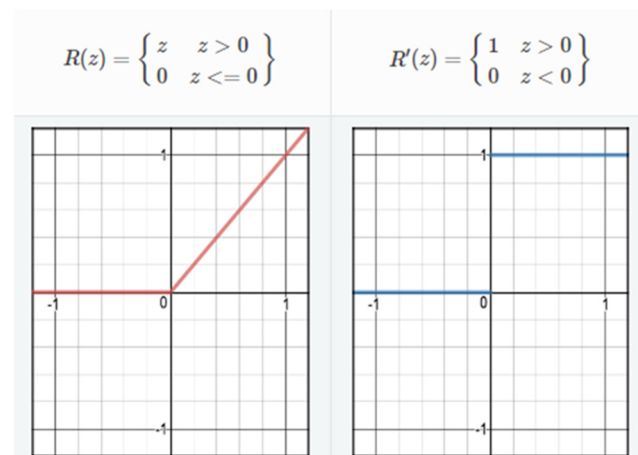 R(z) = { z z > 0
0 z <= 0 }
R′(z) = { 1 z > 0
0 z < 0 }
1
-1 0 1
-1
1
-1 0 1
-1